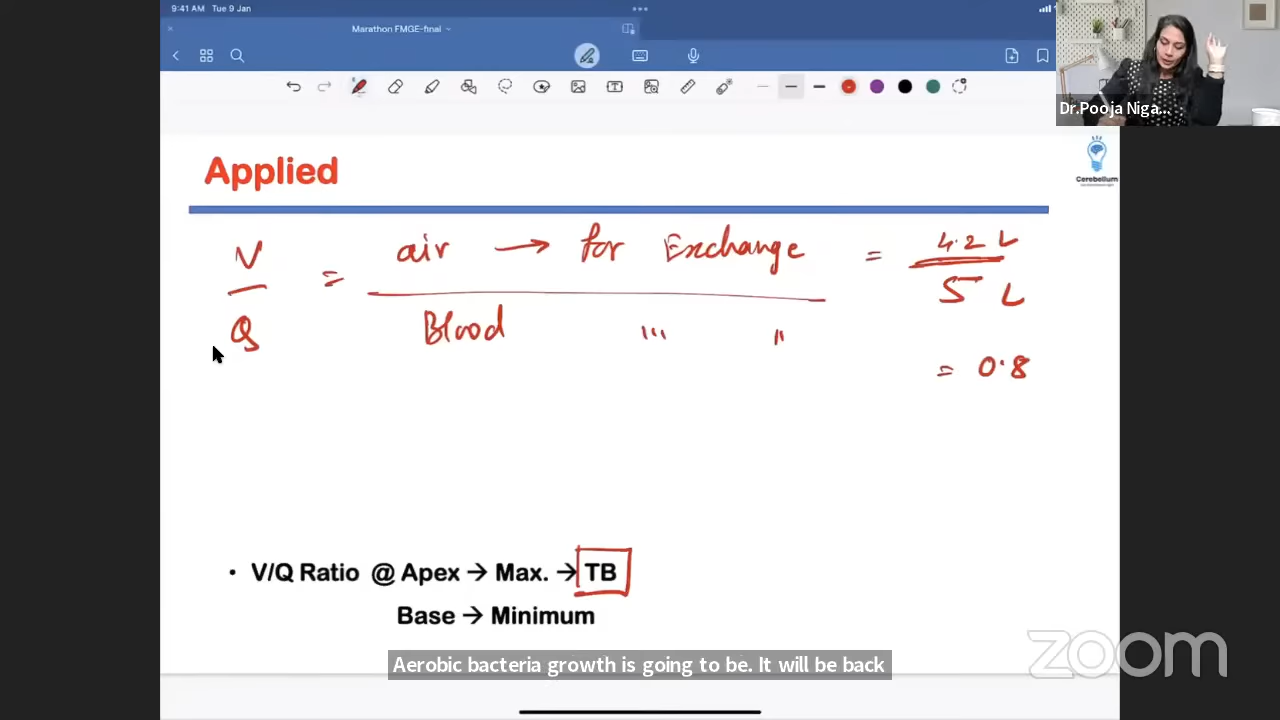 9:41 AM Tue 9 Jan
Marathon FMGE-final
Dr.Pooja Niga...
Cerebellum
Applied
V/Q = air → for Exchange / Blood ''' '' = 4.2 L / 5 L
= 0.8
• V/Q Ratio @ Apex → Max. → TB
Base → Minimum
Aerobic bacteria growth is going to be. It will be back
zoom